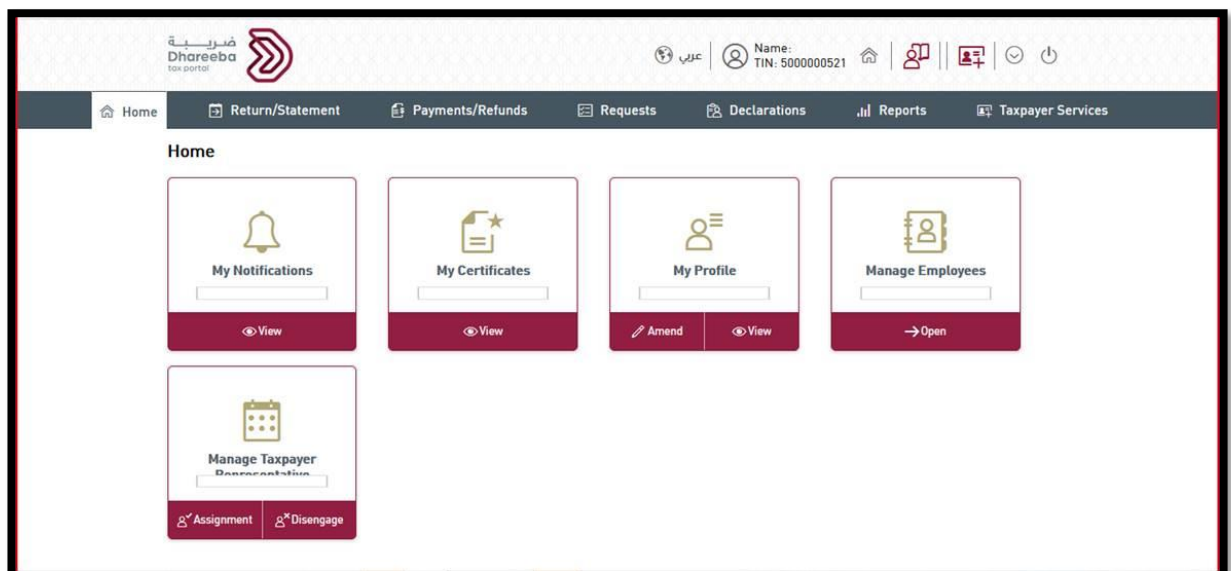 ضريبة
Dhareeba
tax portal
عربي
Name:
TIN: 5000000521
Home
Return/Statement
Payments/Refunds
Requests
Declarations
Reports
Taxpayer Services
Home
My Notifications
View
My Certificates
View
My Profile
Amend
View
Manage Employees
Open
Manage Taxpayer
Representative
Assignment
Disengage